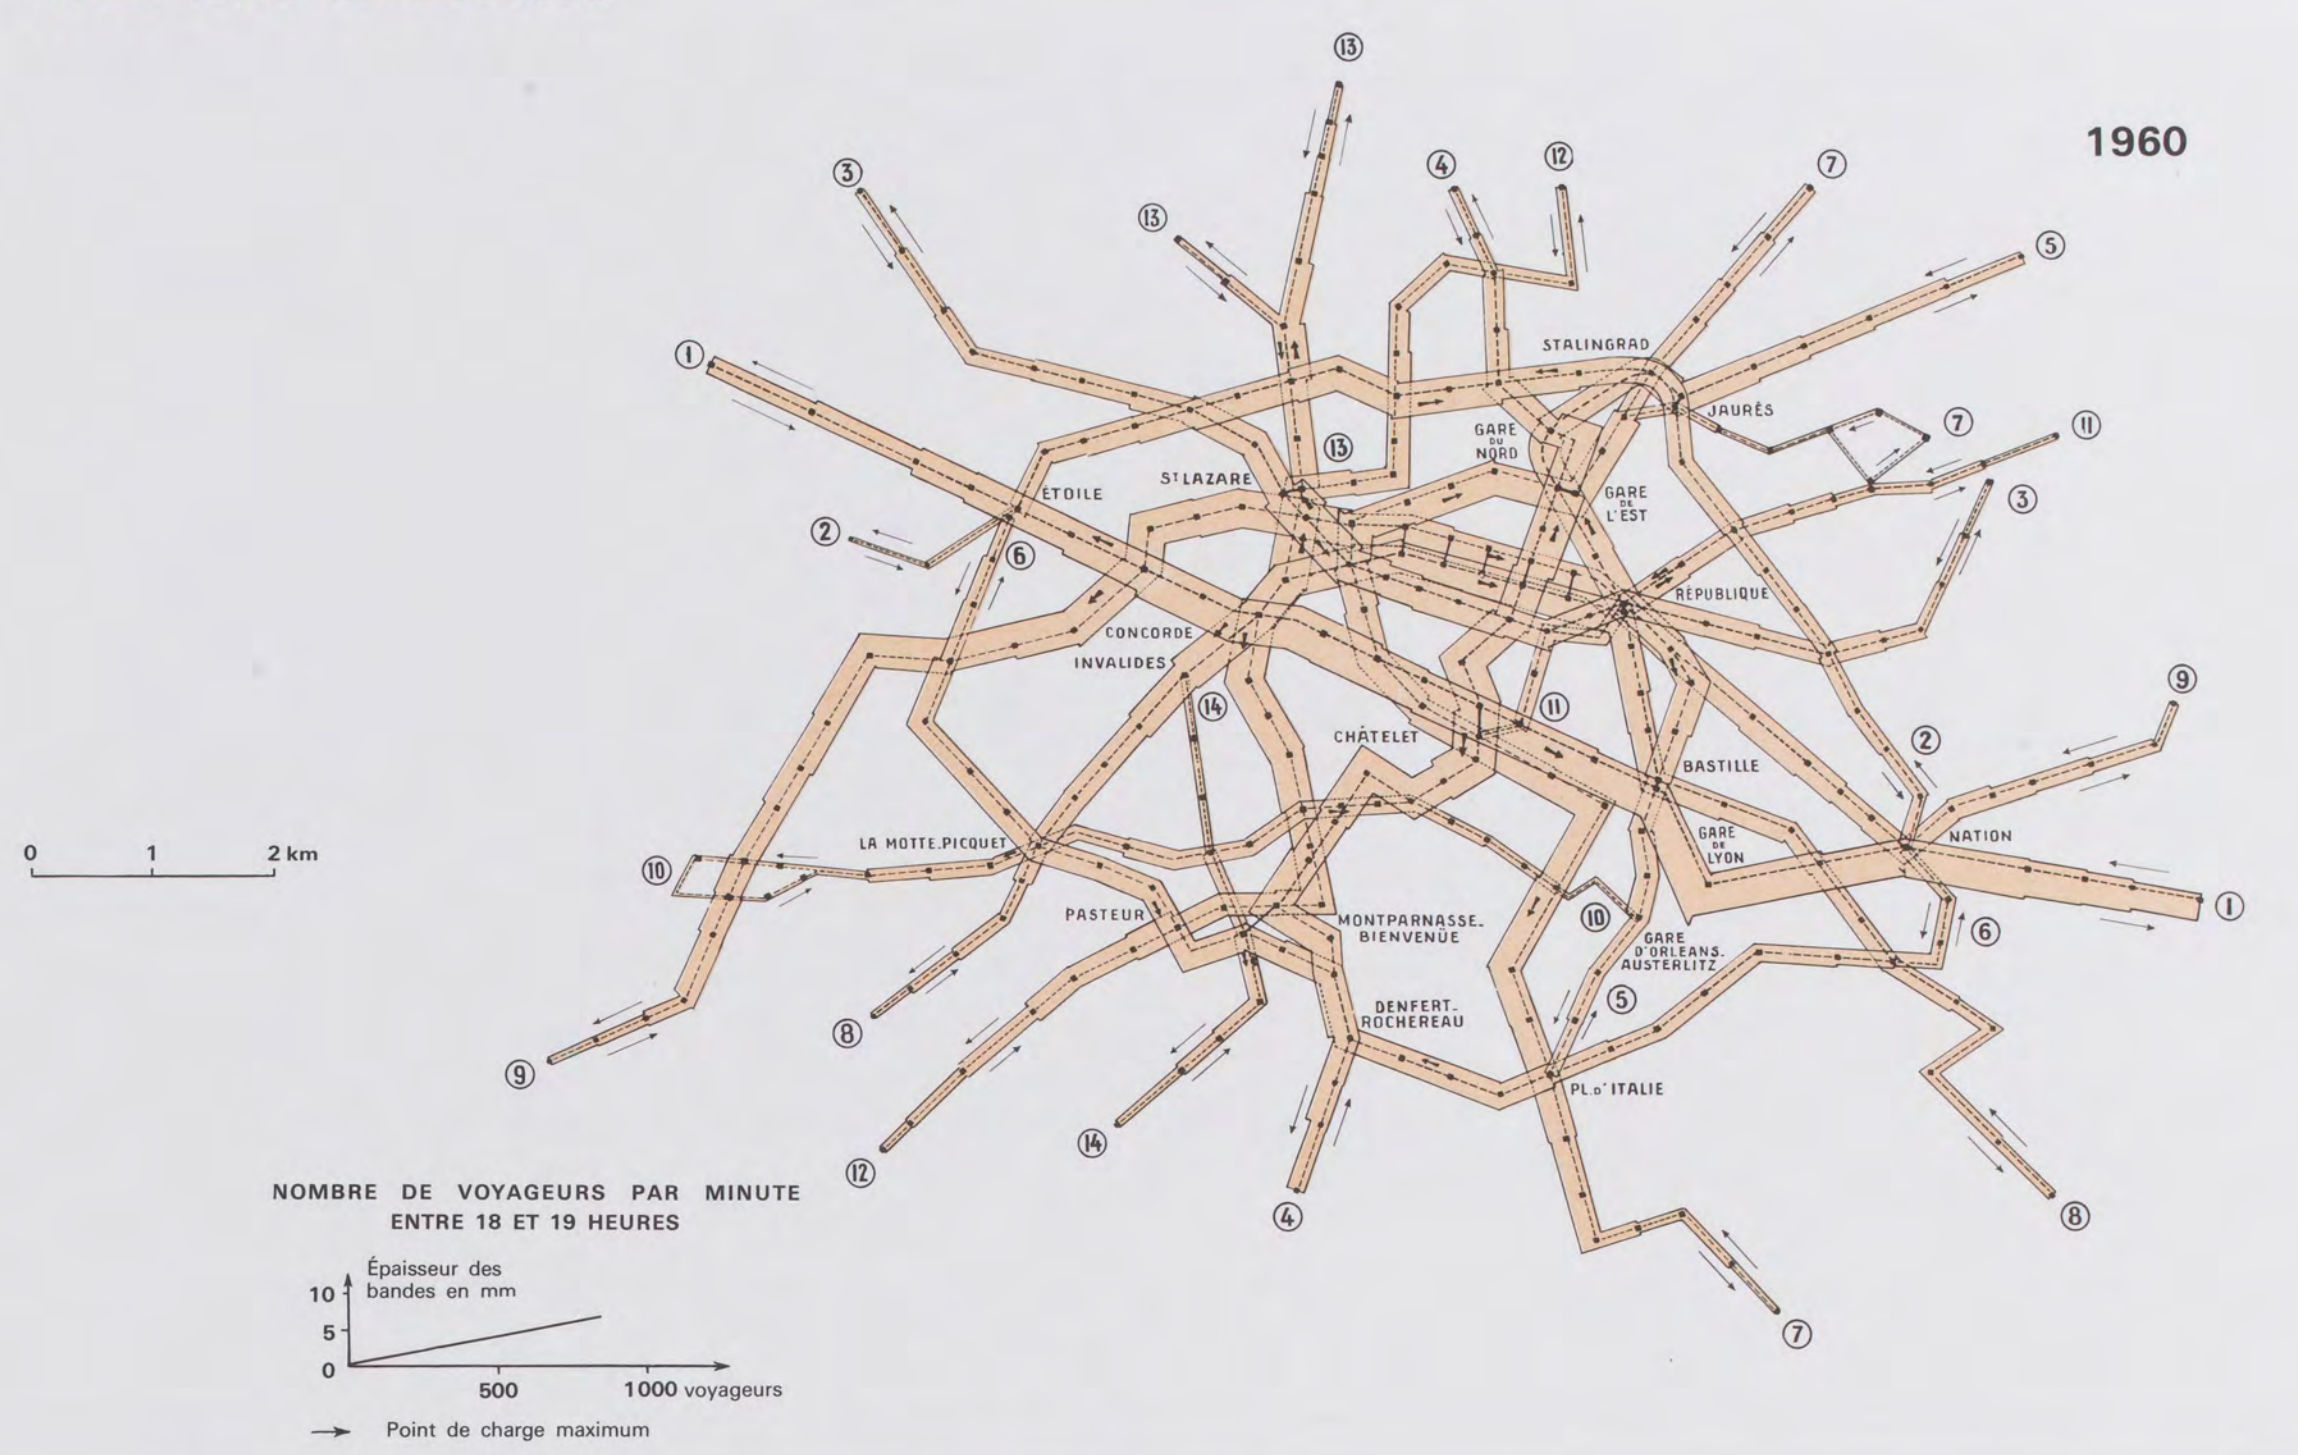 1960
⑬
③
④
⑫
⑦
⑬
⑤
①
STALINGRAD
JAURÈS
⑦
⑪
GARE
DU
NORD
⑬
ST LAZARE
ÉTOILE
GARE
DE
L'EST
③
②
⑥
RÉPUBLIQUE
CONCORDE
INVALIDES
⑨
⑭
⑪
CHÂTELET
②
BASTILLE
0 1 2 km
LA MOTTE.PICQUET
GARE
DE
LYON
NATION
⑩
PASTEUR
MONTPARNASSE_
BIENVENÜE
⑩
①
GARE
D'ORLEANS_
AUSTERLITZ
⑥
DENFERT_
ROCHEREAU
⑤
⑧
⑨
PL.D'ITALIE
⑭
⑫
④
⑧
⑦
NOMBRE DE VOYAGEURS PAR MINUTE
ENTRE 18 ET 19 HEURES
Épaisseur des
bandes en mm
10
5
0
500
1000 voyageurs
Point de charge maximum